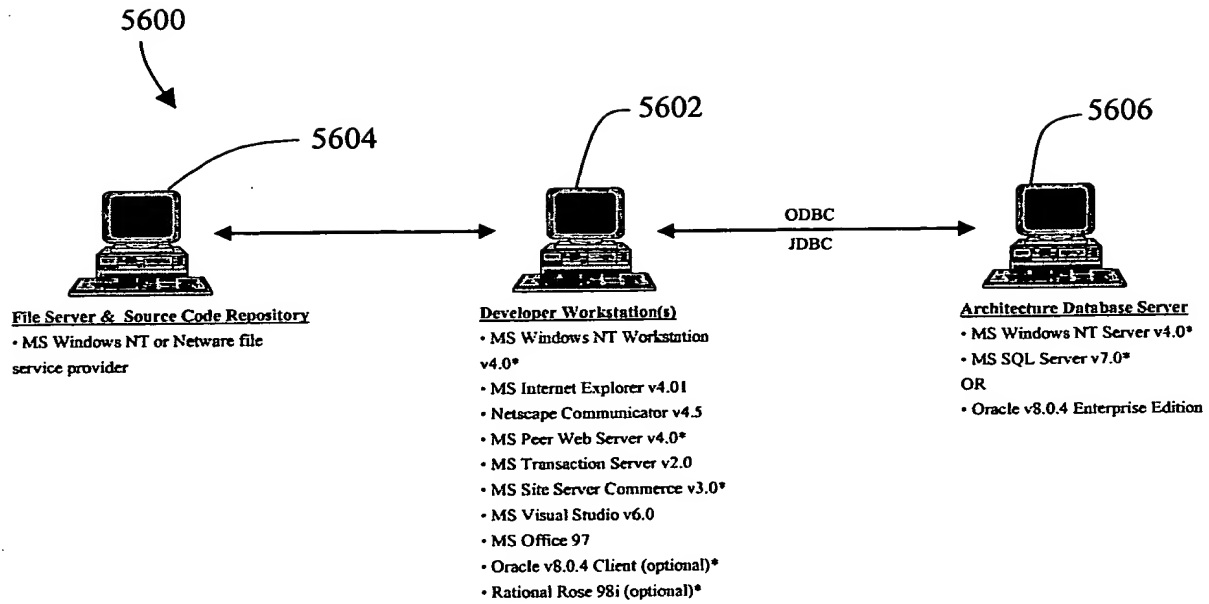 5600
5604
5602
5606
ODBC
JDBC
File Server & Source Code Repository
• MS Windows NT or Netware file
service provider
Developer Workstation(s)
• MS Windows NT Workstation
v4.0*
• MS Internet Explorer v4.01
• Netscape Communicator v4.5
• MS Peer Web Server v4.0*
• MS Transaction Server v2.0
• MS Site Server Commerce v3.0*
• MS Visual Studio v6.0
• MS Office 97
• Oracle v8.0.4 Client (optional)*
• Rational Rose 98i (optional)*
Architecture Database Server
• MS Windows NT Server v4.0*
• MS SQL Server v7.0*
OR
• Oracle v8.0.4 Enterprise Edition